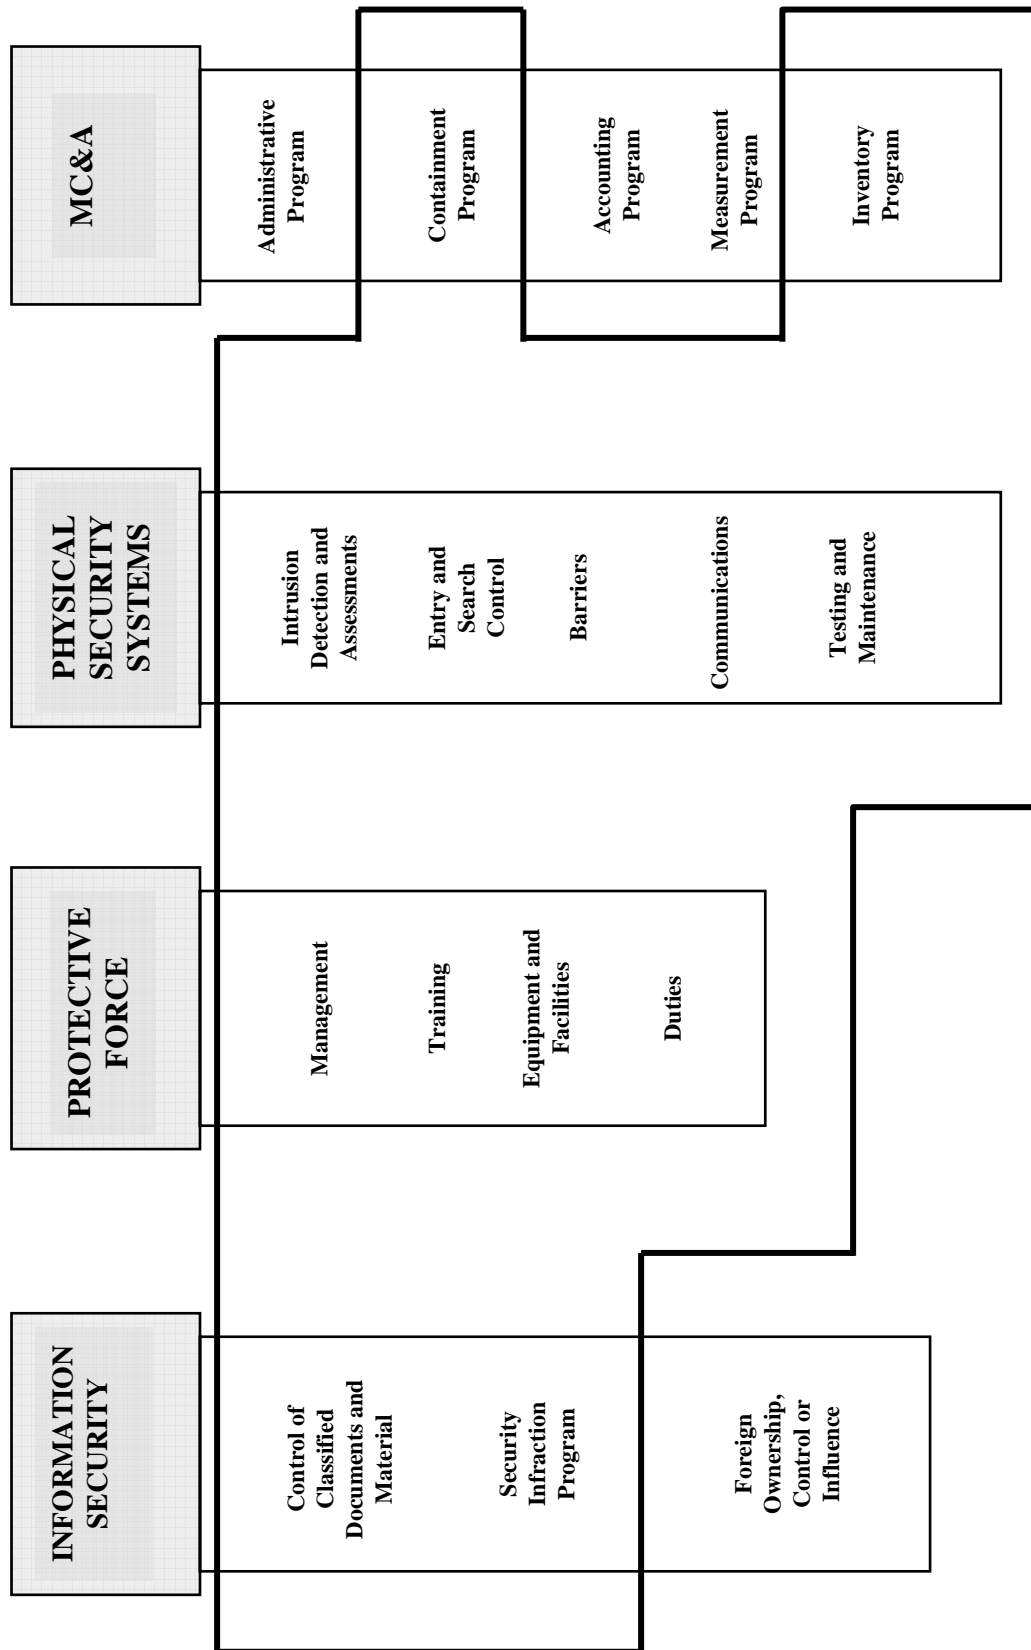 INFORMATION
SECURITY
Control of
Classified
Documents and
Material
Security
Infraction
Program
Foreign
Ownership,
Control or
Influence
PROTECTIVE
FORCE
Management
Training
Equipment and
Facilities
Duties
PHYSICAL
SECURITY
SYSTEMS
Intrusion
Detection and
Assessments
Entry and
Search
Control
Barriers
Communications
Testing and
Maintenance
MC&A
Administrative
Program
Containment
Program
Accounting
Program
Measurement
Program
Inventory
Program